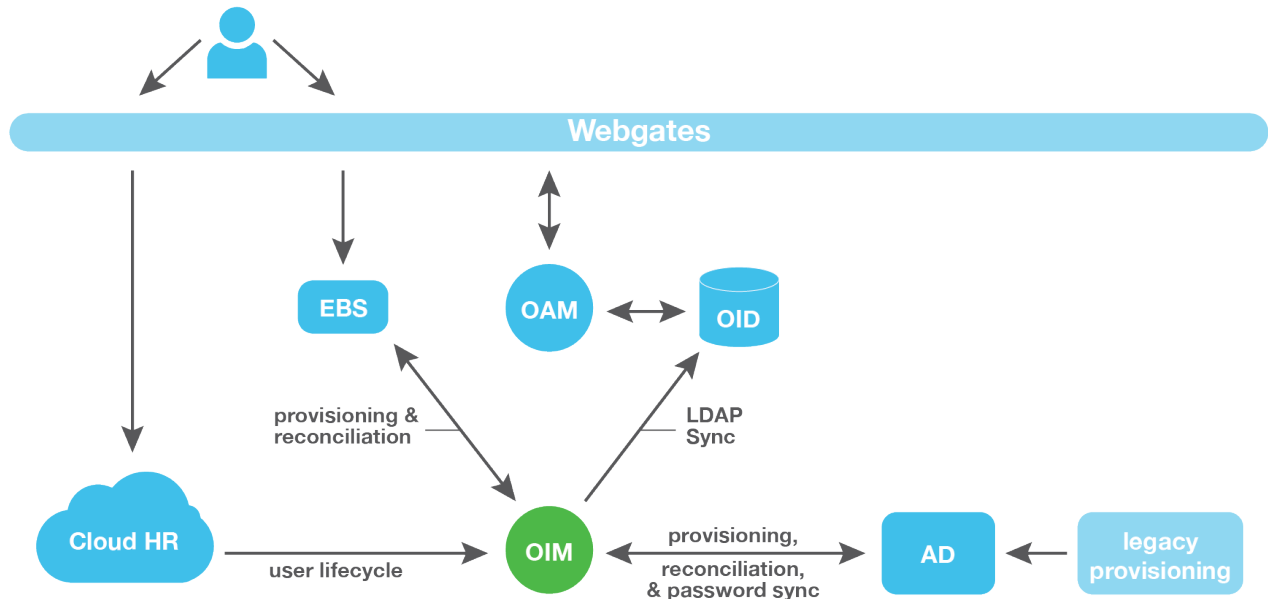 Webgates
EBS
OAM
OID
provisioning &
reconciliation
LDAP
Sync
Cloud HR
user lifecycle
OIM
provisioning,
reconciliation,
& password sync
AD
legacy
provisioning